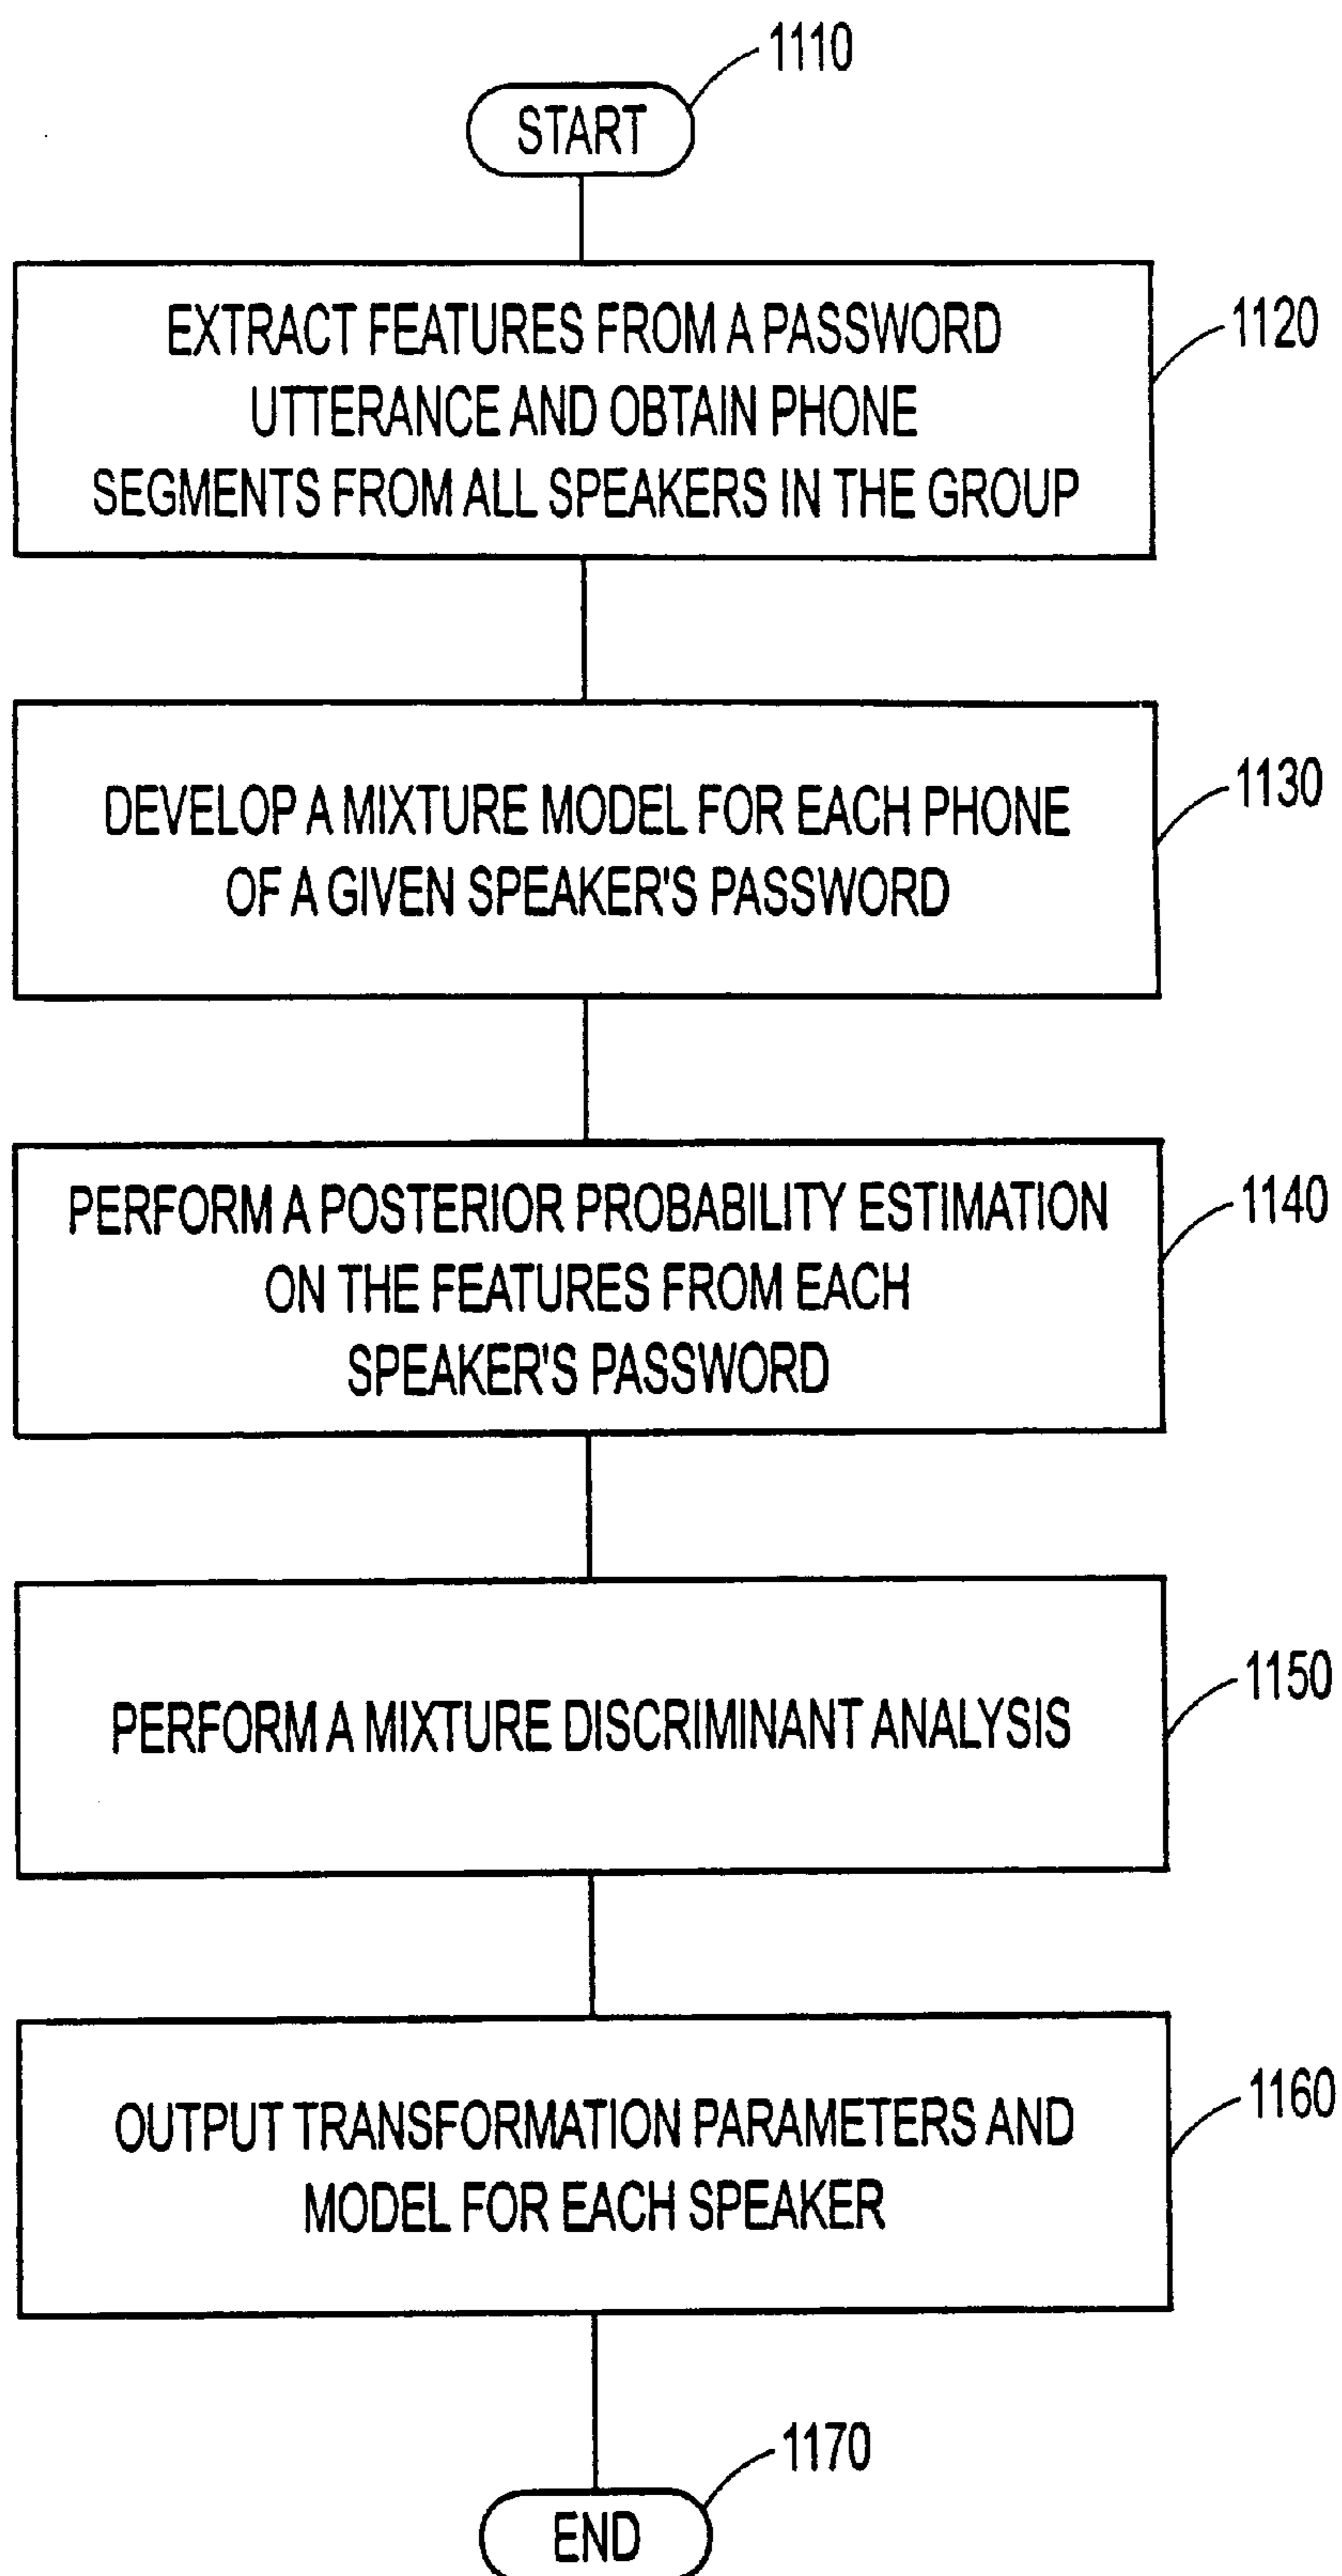 1110
START
EXTRACT FEATURES FROM A PASSWORD
UTTERANCE AND OBTAIN PHONE
SEGMENTS FROM ALL SPEAKERS IN THE GROUP
1120
DEVELOP A MIXTURE MODEL FOR EACH PHONE
OF A GIVEN SPEAKER'S PASSWORD
1130
PERFORM A POSTERIOR PROBABILITY ESTIMATION
ON THE FEATURES FROM EACH
SPEAKER'S PASSWORD
1140
PERFORM A MIXTURE DISCRIMINANT ANALYSIS
1150
OUTPUT TRANSFORMATION PARAMETERS AND
MODEL FOR EACH SPEAKER
1160
1170
END